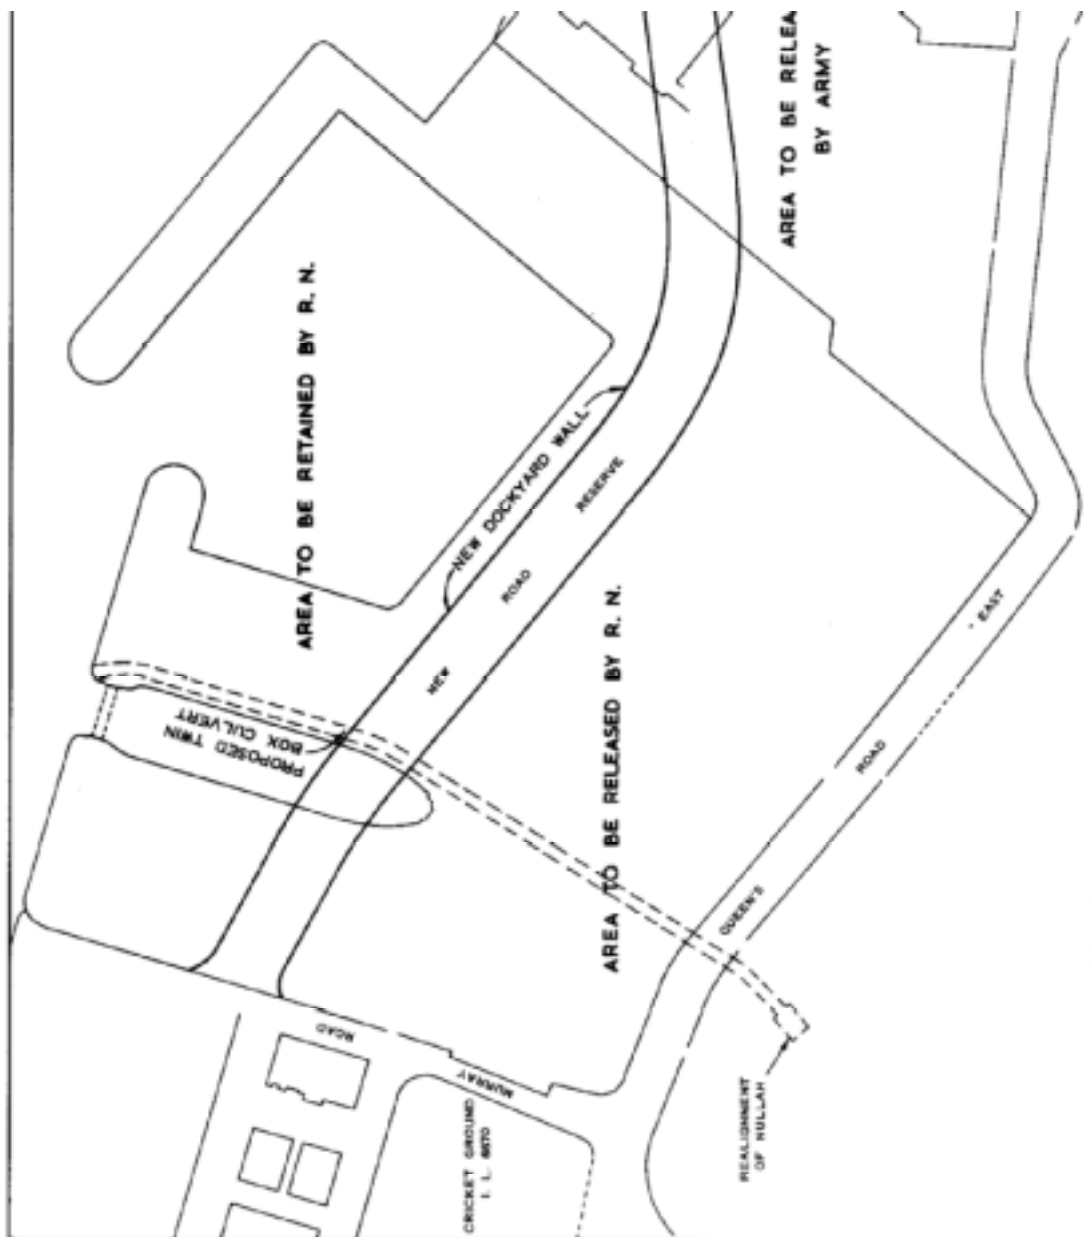 AREA TO BE RELEA
BY ARMY
AREA TO BE RETAINED BY R. N.
NEW DOCKYARD WALL
NEW ROAD RESERVE
AREA TO BE RELEASED BY R. N.
PROPOSED TWIN
BOX CULVERT
QUEEN'S ROAD EAST
MURRAY ROAD
CRICKET GROUND
I. L.
REALIGNMENT
OF NULLAH